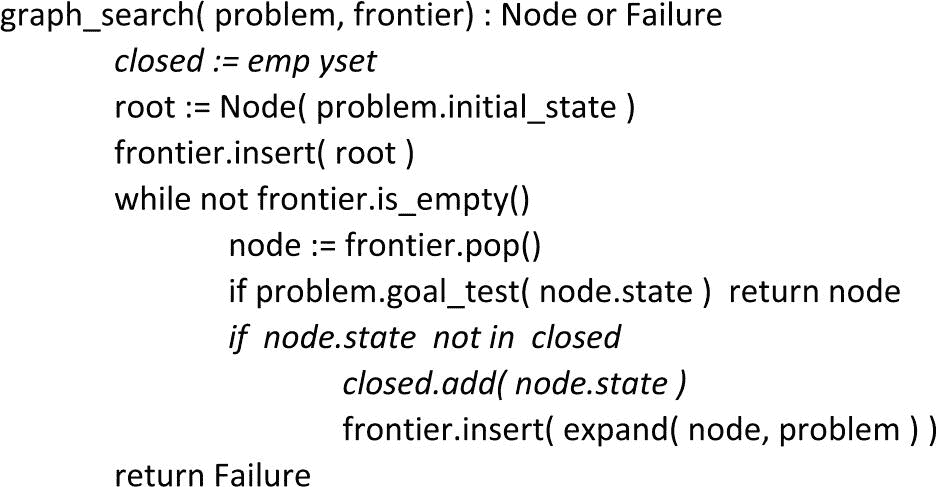 graph_search( problem, frontier) : Node or Failure
closed := emp yset
root := Node( problem.initial_state )
frontier.insert( root )
while not frontier.is_empty()
node := frontier.pop()
if problem.goal_test( node.state ) return node
if node.state not in closed
closed.add( node.state )
frontier.insert( expand( node, problem ) )
return Failure